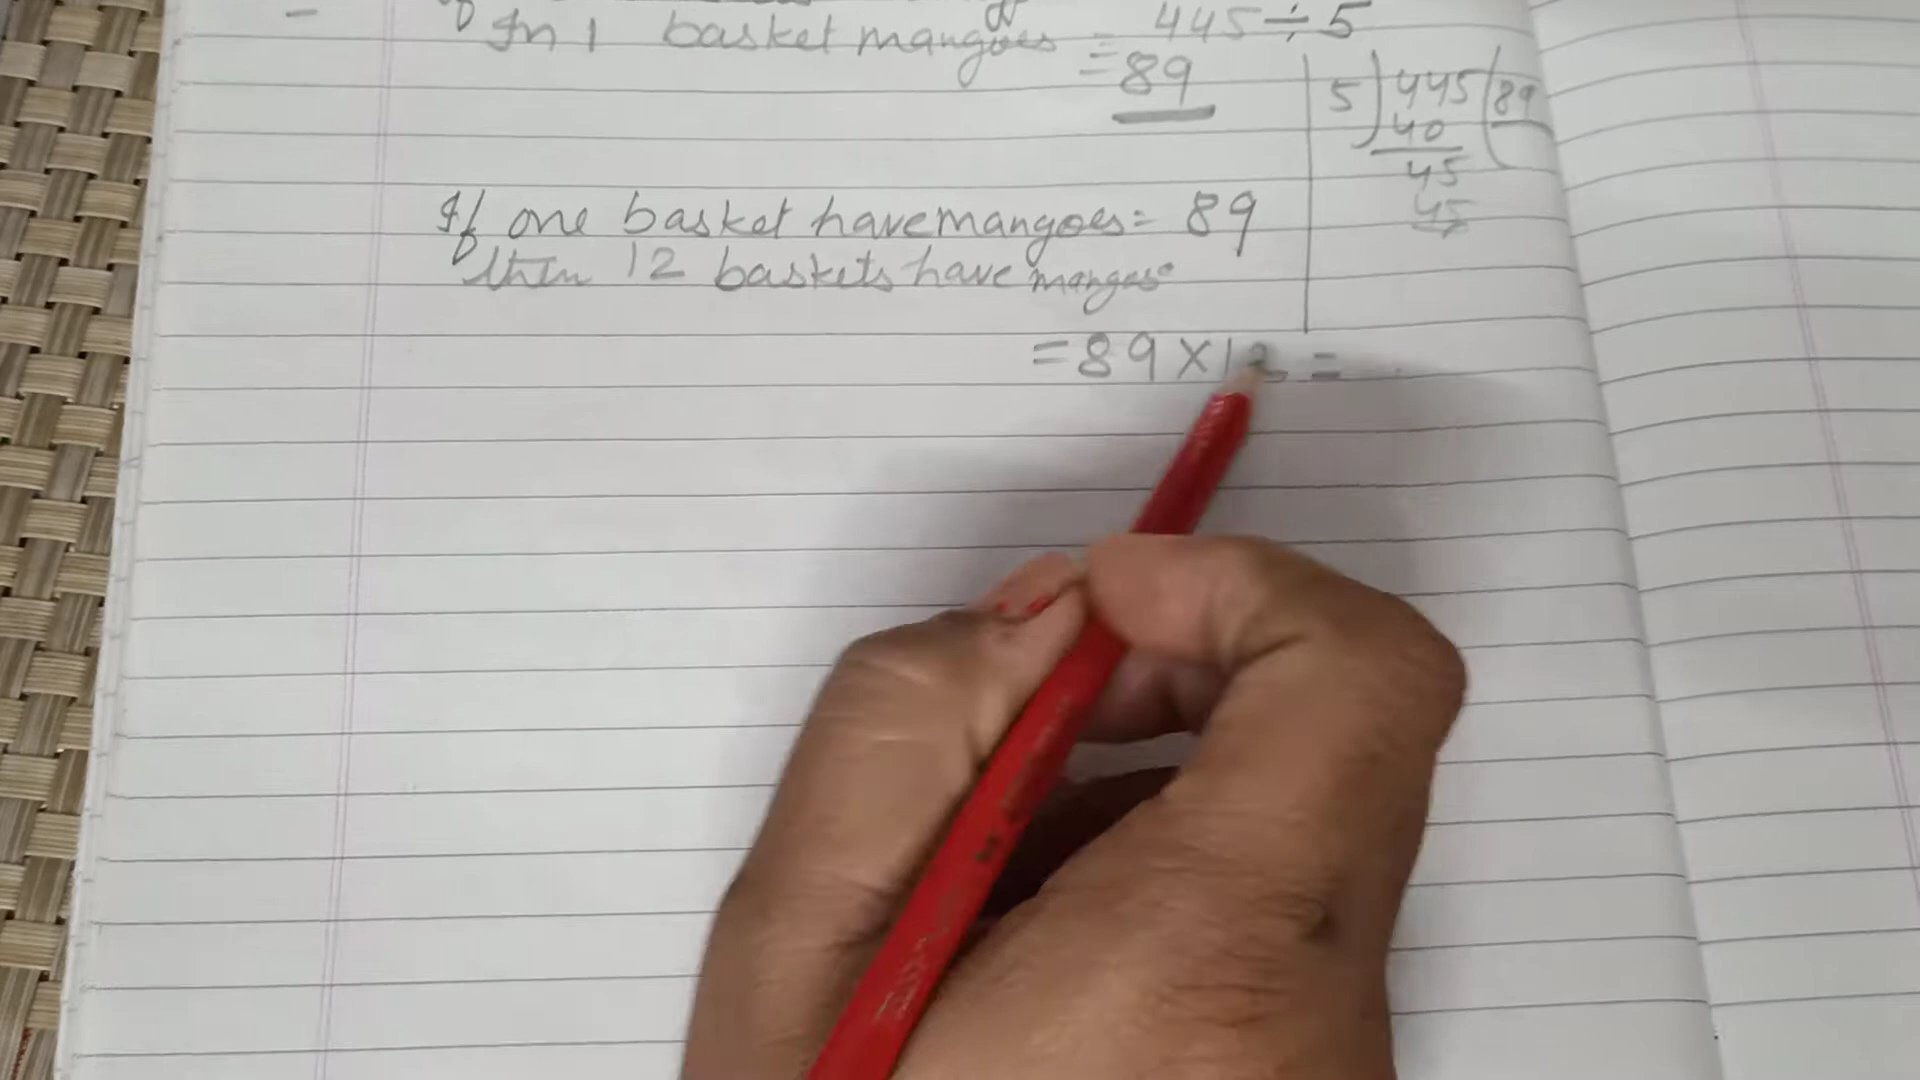 In 1 basket mangoes = 445 ÷ 5
= 89
5 ) 445 ( 89
40
45
45
If one basket have mangoes = 89
then 12 baskets have mangoes
= 89 × 12 =